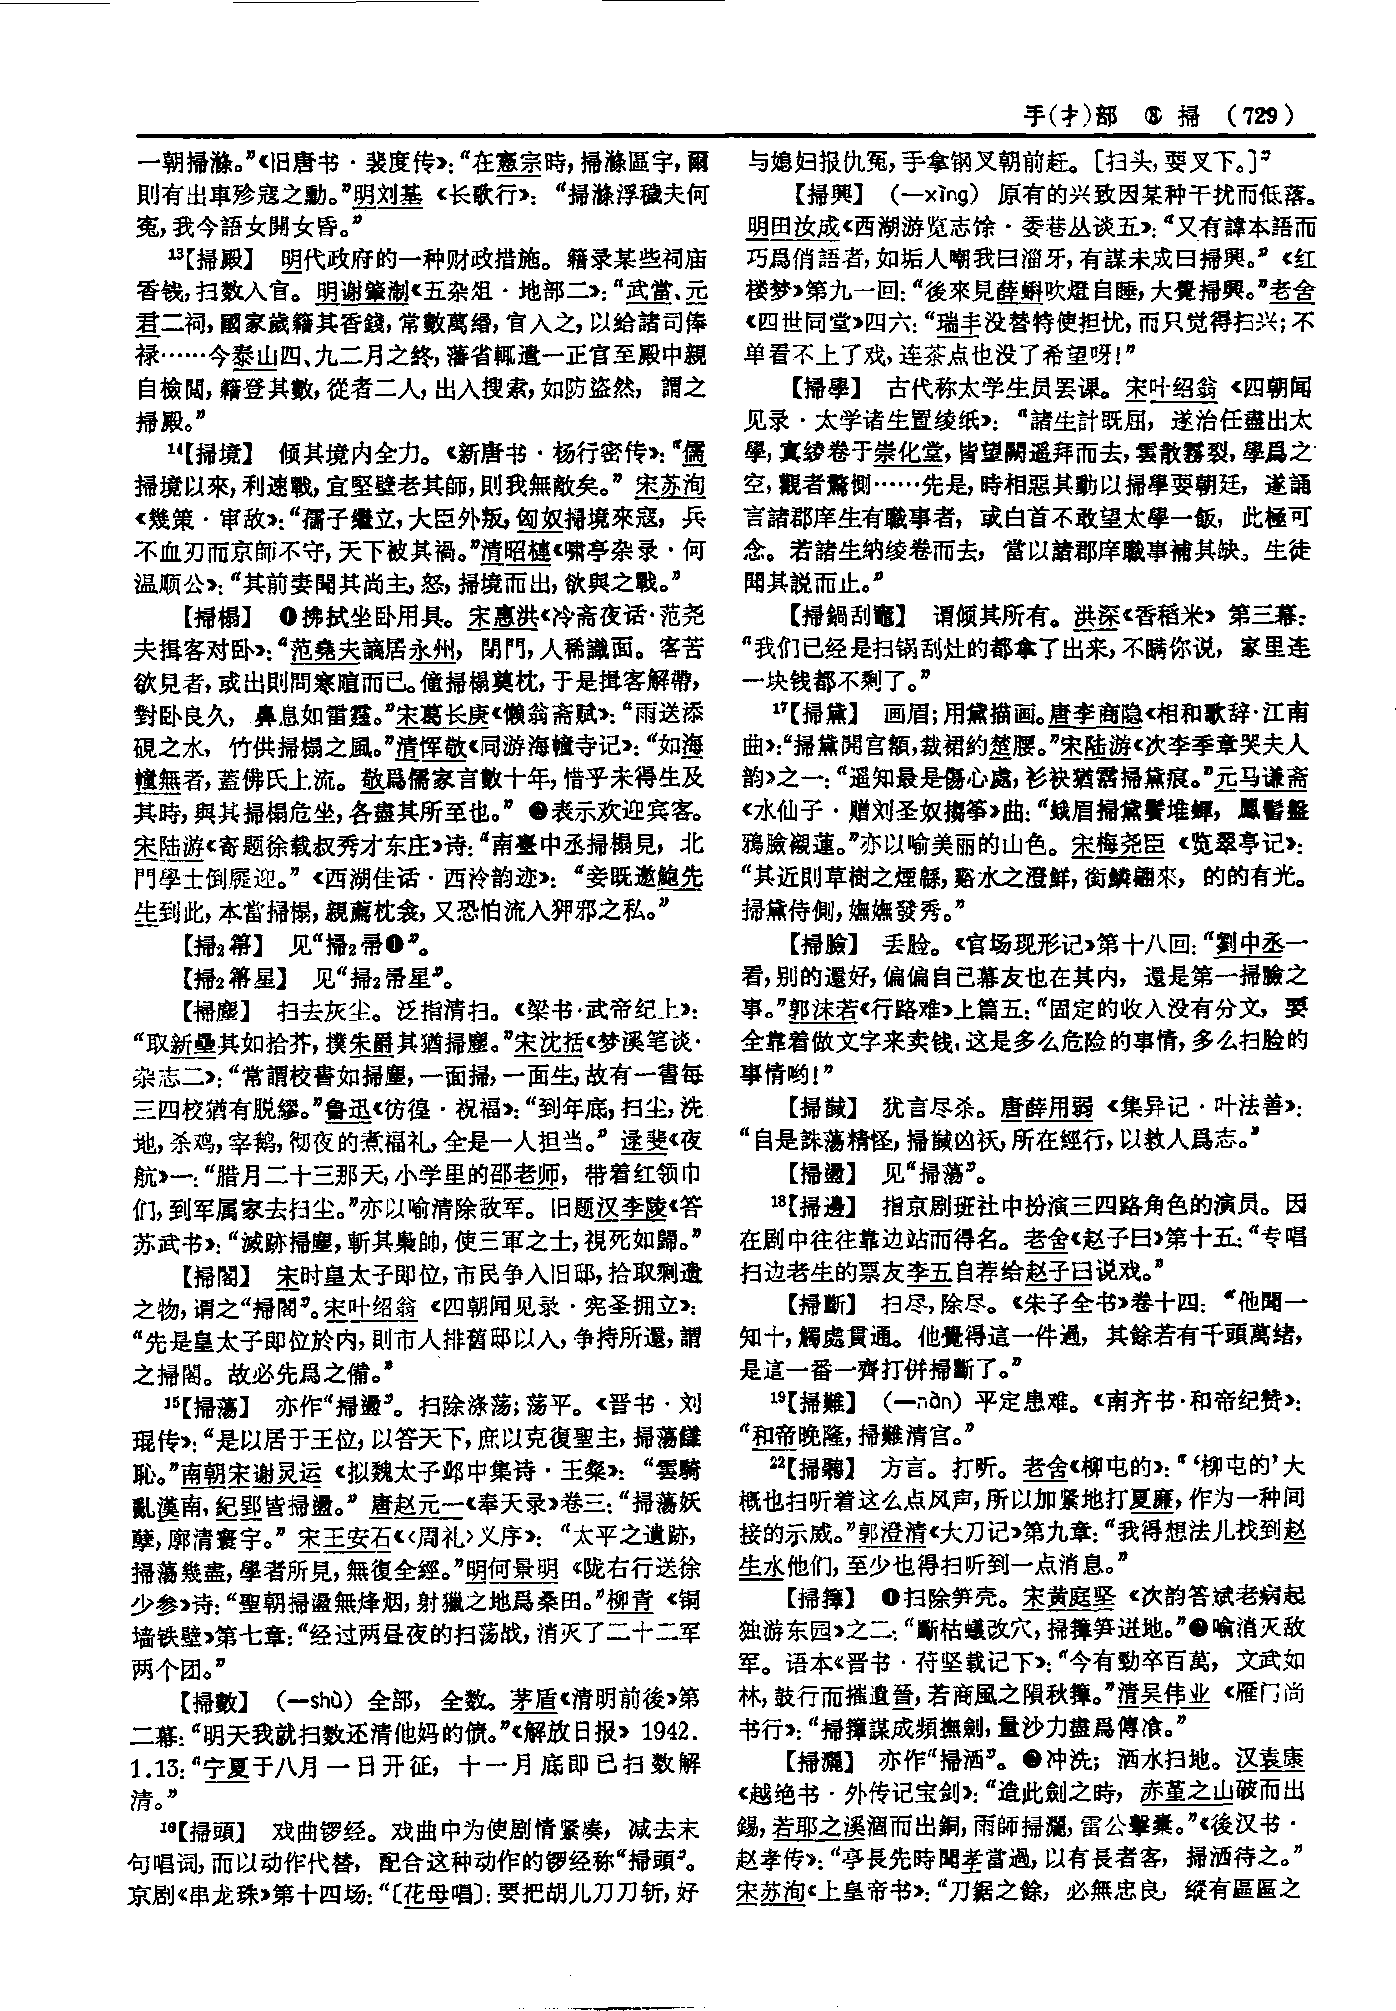 手(扌)部 ⑧ 掃 (729)
一朝掃滌。”《旧唐书·裴度传》：“在憲宗時，掃滌區宇，爾
則有出車殄寇之勳。”明刘基《长歌行》：“掃滌浮穢夫何
冤，我今語女開女昏。”
13【掃殿】 明代政府的一种财政措施。籍录某些祠庙
香钱，扫数入官。明谢肇淛《五杂俎·地部二》：“武當、元
君二祠，國家歲籍其香錢，常數萬緡，官入之，以給諸司俸
禄……今泰山四、九二月之終，藩省輒遣一正官至殿中親
自檢閲，籍登其數，從者二人，出入搜索，如防盜然，謂之
掃殿。”
14【掃境】 倾其境内全力。《新唐书·杨行密传》：“儒
掃境以來，利速戰，宜堅壁老其師，則我無敵矣。”宋苏洵
《幾策·审敌》：“孺子繼立，大臣外叛，匈奴掃境來寇，兵
不血刃而京師不守，天下被其禍。”清昭槤《啸亭杂录·何
温顺公》：“其前妻聞其尚主，怒，掃境而出，欲與之戰。”
【掃榻】 ❶拂拭坐卧用具。宋惠洪《冷斋夜话·范尧
夫揖客对卧》：“范堯夫謫居永州，閉門，人稀識面。客苦
欲見者，或出則問寒暄而已。僮掃榻奠枕，于是揖客解帶，
對卧良久，鼻息如雷霆。”宋葛长庚《懒翁斋赋》：“雨送添
硯之水，竹供掃榻之風。”清恽敬《同游海幢寺记》：“如海
幢無者，蓋佛氏上流。敬爲儒家言數十年，惜乎未得生及
其時，與其掃榻危坐，各盡其所至也。” ❷表示欢迎宾客。
宋陆游《寄题徐载叔秀才东庄》诗：“南臺中丞掃榻見，北
門學士倒屣迎。”《西湖佳话·西泠韵迹》：“妾既邀鮑先
生到此，本當掃榻，親薦枕衾，又恐怕流入狎邪之私。”
【掃2箒】 见“掃2帚❶”。
【掃2箒星】 见“掃2帚星”。
【掃塵】 扫去灰尘。泛指清扫。《梁书·武帝纪上》：
“取新壘其如拾芥，撲朱爵其猶掃塵。”宋沈括《梦溪笔谈·
杂志二》：“常謂校書如掃塵，一面掃，一面生，故有一書每
三四校猶有脱繆。”鲁迅《彷徨·祝福》：“到年底，扫尘，洗
地，杀鸡，宰鹅，彻夜的煮福礼，全是一人担当。”逯斐《夜
航》一：“腊月二十三那天，小学里的邵老师，带着红领巾
们，到军属家去扫尘。”亦以喻清除敌军。旧题汉李陵《答
苏武书》：“滅跡掃塵，斬其梟帥，使三軍之士，視死如歸。”
【掃閣】 宋时皇太子即位，市民争入旧邸，拾取剩遗
之物，谓之“掃閣”。宋叶绍翁《四朝闻见录·宪圣拥立》：
“先是皇太子即位於内，則市人排舊邸以入，争持所遺，謂
之掃閣。故必先爲之備。”
15【掃蕩】 亦作“掃盪”。扫除涤荡；荡平。《晋书·刘
琨传》：“是以居于王位，以答天下，庶以克復聖主，掃蕩讎
恥。”南朝宋谢灵运《拟魏太子邺中集诗·王粲》：“雲騎
亂漢南，紀郢皆掃盪。”唐赵元一《奉天录》卷三：“掃蕩妖
孽，廓清寰宇。”宋王安石《〈周礼〉义序》：“太平之遺跡，
掃蕩幾盡，學者所見，無復全經。”明何景明《陇右行送徐
少参》诗：“聖朝掃盪無烽烟，射獵之地爲桑田。”柳青《铜
墙铁壁》第七章：“经过两昼夜的扫荡战，消灭了二十二军
两个团。”
【掃數】 (—shù) 全部，全数。茅盾《清明前後》第
二幕：“明天我就扫数还清他妈的债。”《解放日报》1942.
1.13：“宁夏于八月一日开征，十一月底即已扫数解
清。”
16【掃頭】 戏曲锣经。戏曲中为使剧情紧凑，减去末
句唱词，而以动作代替，配合这种动作的锣经称“掃頭”。
京剧《串龙珠》第十四场：“〔花母唱〕：要把胡儿刀刀斩，好
与媳妇报仇冤，手拿钢叉朝前赶。［扫头，耍叉下。］”
【掃興】 (—xìng) 原有的兴致因某种干扰而低落。
明田汝成《西湖游览志馀·委巷丛谈五》：“又有諱本語而
巧爲俏語者，如垢人嘲我曰淄牙，有謀未成曰掃興。”《红
楼梦》第九一回：“後來見薛蝌吹燈自睡，大覺掃興。”老舍
《四世同堂》四六：“瑞丰没替特使担忧，而只觉得扫兴；不
单看不上了戏，连茶点也没了希望呀！”
【掃學】 古代称太学生员罢课。宋叶绍翁《四朝闻
见录·太学诸生置绫纸》：“諸生計既屈，遂治任盡出太
學，寘綾卷于崇化堂，皆望闕遥拜而去，雲散霧裂，學爲之
空，觀者驚惻……先是，時相惡其動以掃學要朝廷，遂諷
言諸郡庠生有職事者，或白首不敢望太學一飯，此極可
念。若諸生納綾卷而去，當以諸郡庠職事補其缺。生徒
聞其説而止。”
【掃鍋刮竈】 谓倾其所有。洪深《香稻米》第三幕：
“我们已经是扫锅刮灶的都拿了出来，不瞒你说，家里连
一块钱都不剩了。”
17【掃黛】 画眉；用黛描画。唐李商隐《相和歌辞·江南
曲》：“掃黛開宫額，裁裙約楚腰。”宋陆游《次李季章哭夫人
韵》之一：“遥知最是傷心處，衫袂猶霑掃黛痕。”元马谦斋
《水仙子·赠刘圣奴搊筝》曲：“蛾眉掃黛鬢堆蟬，鳳髻盤
鴉臉襯蓮。”亦以喻美丽的山色。宋梅尧臣《览翠亭记》：
“其近則草樹之煙緜，谿水之澄鮮，銜鱗翩來，的的有光。
掃黛侍側，嫵嫵發秀。”
【掃臉】 丢脸。《官场现形记》第十八回：“劉中丞一
看，别的還好，偏偏自己幕友也在其内，還是第一掃臉之
事。”郭沫若《行路难》上篇五：“固定的收入没有分文，要
全靠着做文字来卖钱，这是多么危险的事情，多么扫脸的
事情哟！”
【掃馘】 犹言尽杀。唐薛用弱《集异记·叶法善》：
“自是誅蕩精怪，掃馘凶祅，所在經行，以救人爲志。”
【掃盪】 见“掃蕩”。
18【掃邊】 指京剧班社中扮演三四路角色的演员。因
在剧中往往靠边站而得名。老舍《赵子曰》第十五：“专唱
扫边老生的票友李五自荐给赵子曰说戏。”
【掃斷】 扫尽，除尽。《朱子全书》卷十四：“他聞一
知十，觸處貫通。他覺得這一件過，其餘若有千頭萬緒，
是這一番一齊打併掃斷了。”
19【掃難】 (—nàn) 平定患难。《南齐书·和帝纪赞》：
“和帝晚隆，掃難清宫。”
22【掃聽】 方言。打听。老舍《柳屯的》：“‘柳屯的’大
概也扫听着这么点风声，所以加紧地打夏廉，作为一种间
接的示威。”郭澄清《大刀记》第九章：“我得想法儿找到赵
生水他们，至少也得扫听到一点消息。”
【掃籜】 ❶扫除笋壳。宋黄庭坚《次韵答斌老病起
独游东园》之二：“斸枯蟻改穴，掃籜笋迸地。”❷喻消灭敌
军。语本《晋书·苻坚载记下》：“今有勁卒百萬，文武如
林，鼓行而摧遺晉，若商風之隕秋籜。”清吴伟业《雁门尚
书行》：“掃籜謀成頻撫劍，量沙力盡爲傳飡。”
【掃灑】 亦作“掃洒”。❶冲洗；洒水扫地。汉袁康
《越绝书·外传记宝剑》：“造此劍之時，赤堇之山破而出
錫，若耶之溪涸而出銅，雨師掃灑，雷公擊橐。”《後汉书·
赵孝传》：“亭長先時聞孝當過，以有長者客，掃洒待之。”
宋苏洵《上皇帝书》：“刀鋸之餘，必無忠良，縱有區區之